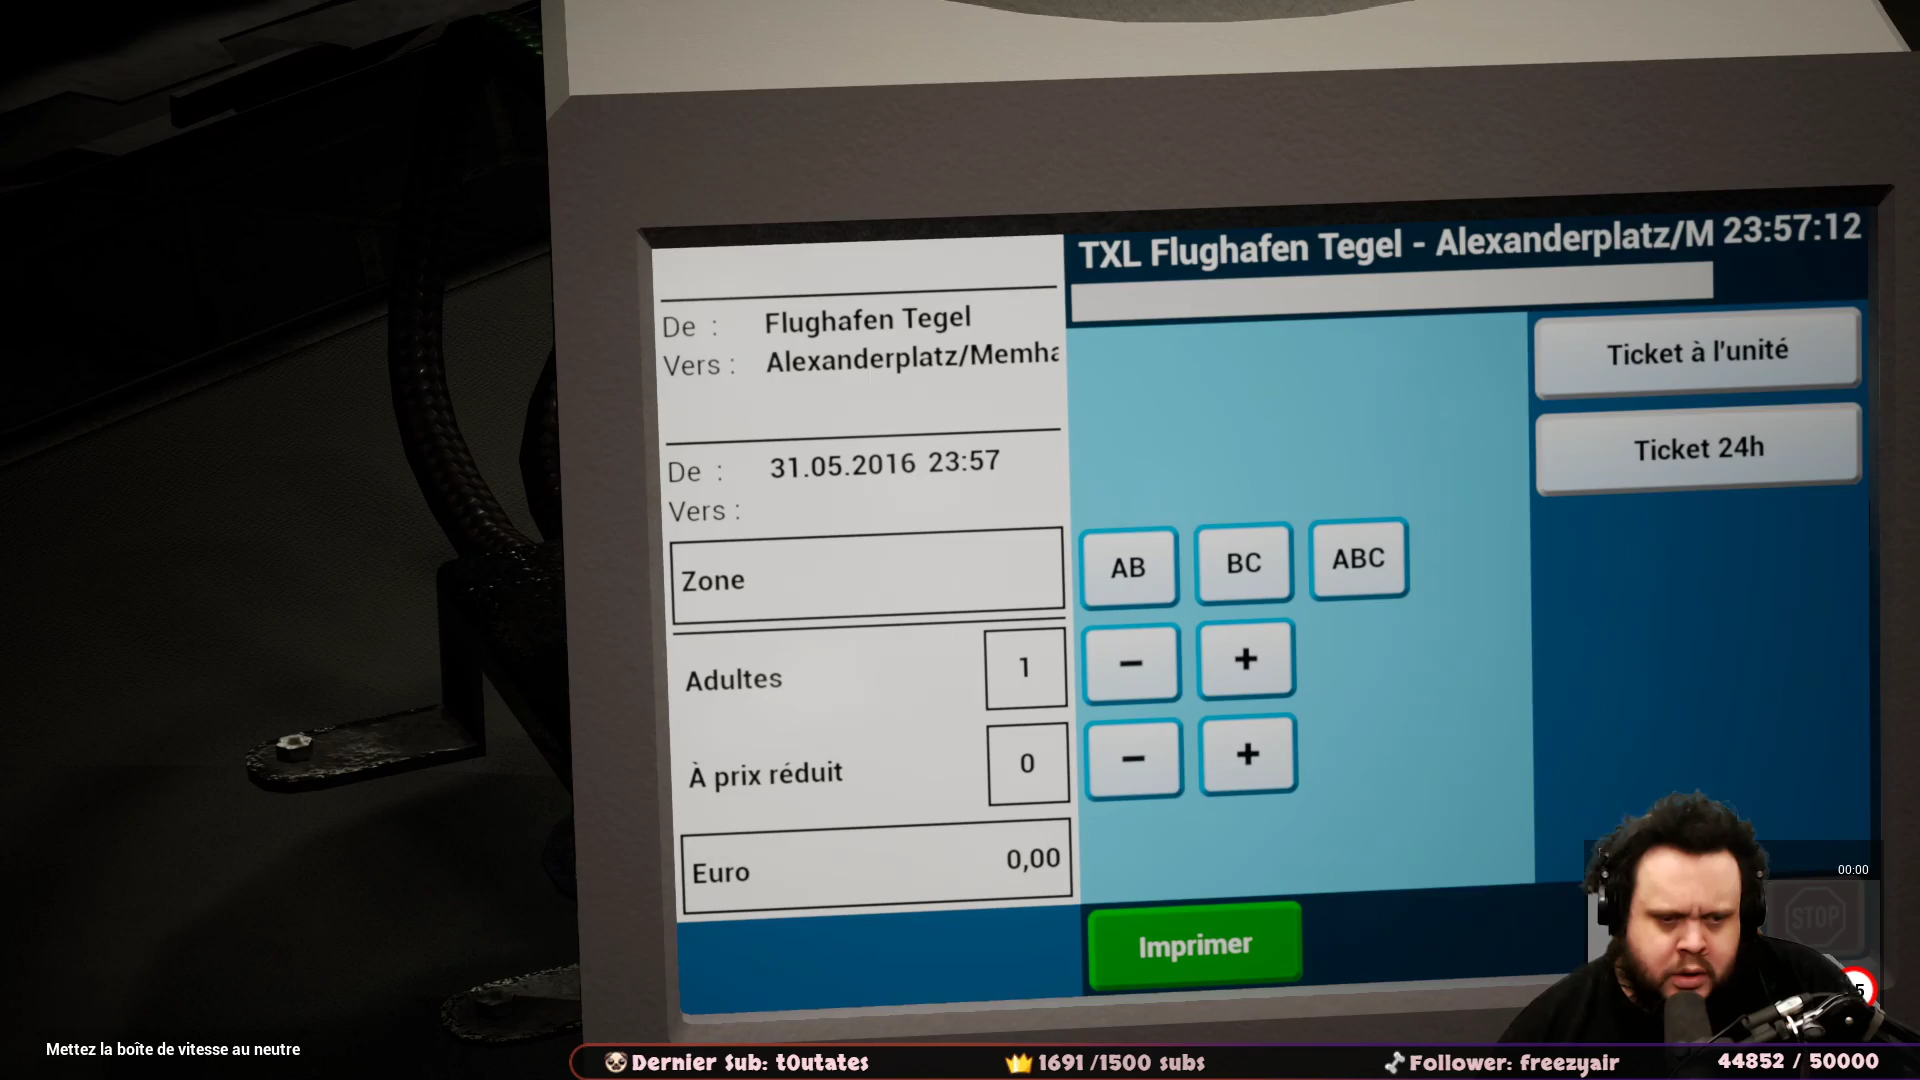 TXL Flughafen Tegel - Alexanderplatz/M 23:57:12
De : Flughafen Tegel
Vers : Alexanderplatz/Memha
De : 31.05.2016 23:57
Vers :
Zone
AB BC ABC
Adultes 1 − +
À prix réduit 0 − +
Euro 0,00
Imprimer
Ticket à l'unité
Ticket 24h
00:00
STOP
5
Mettez la boîte de vitesse au neutre
Dernier Sub: t0utates
1691 /1500 subs
Follower: freezyair
44852 / 50000